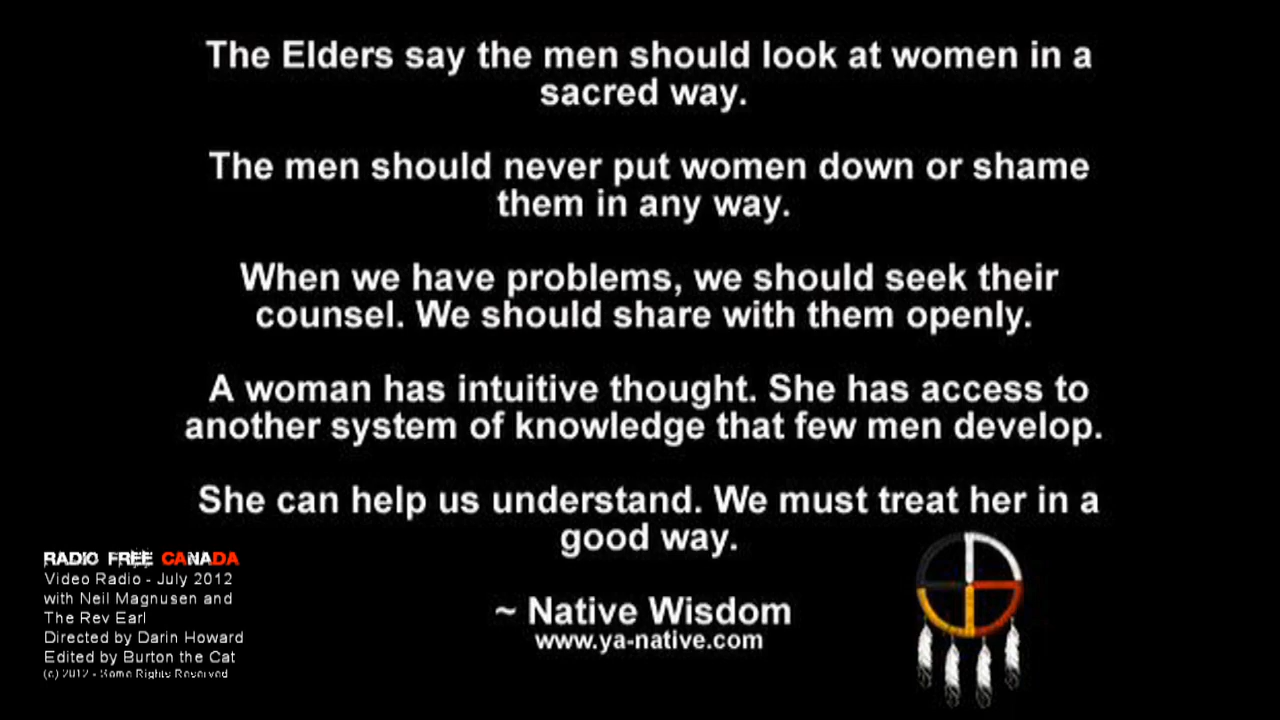 The Elders say the men should look at women in a
sacred way.
The men should never put women down or shame
them in any way.
When we have problems, we should seek their
counsel. We should share with them openly.
A woman has intuitive thought. She has access to
another system of knowledge that few men develop.
She can help us understand. We must treat her in a
good way.
~ Native Wisdom
www.ya-native.com
RADIO FREE CANADA
Video Radio - July 2012
with Neil Magnusen and
The Rev Earl
Directed by Darin Howard
Edited by Burton the Cat
(c) 2012 - Some Rights Reserved